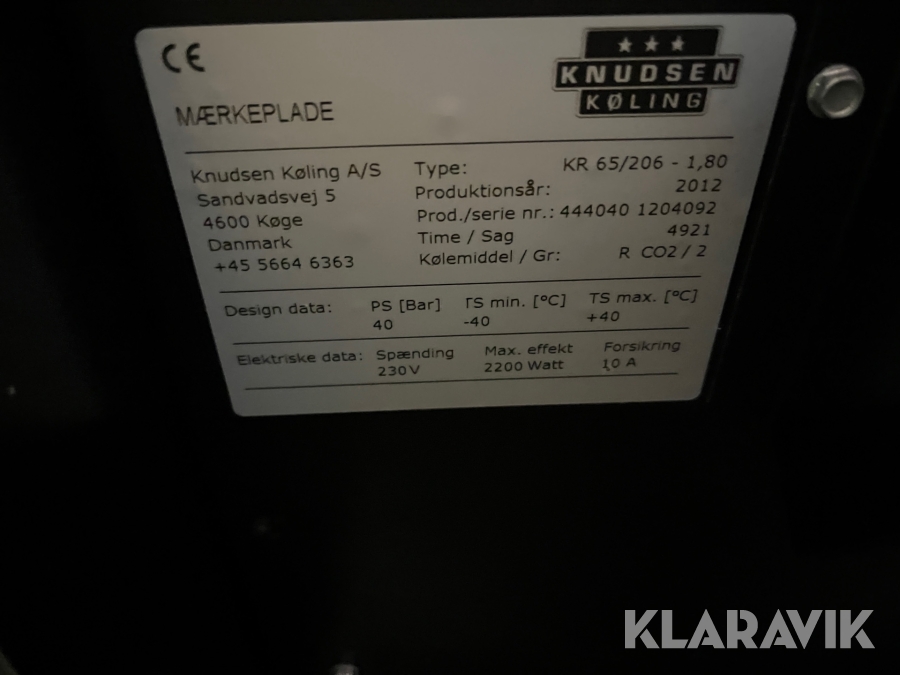 CE
KNUDSEN
KØLING
MÆRKEPLADE
Knudsen Køling A/S
Sandvadsvej 5
4600 Køge
Danmark
+45 5664 6363
Type: KR 65/206 - 1,80
Produktionsår: 2012
Prod./serie nr.: 444040 1204092
Time / Sag 4921
Kølemiddel / Gr: R CO2 / 2
Design data: PS [Bar] TS min. [°C] TS max. [°C]
40 -40 +40
Elektriske data: Spænding Max. effekt Forsikring
230V 2200 Watt 10 A
KLARAVIK